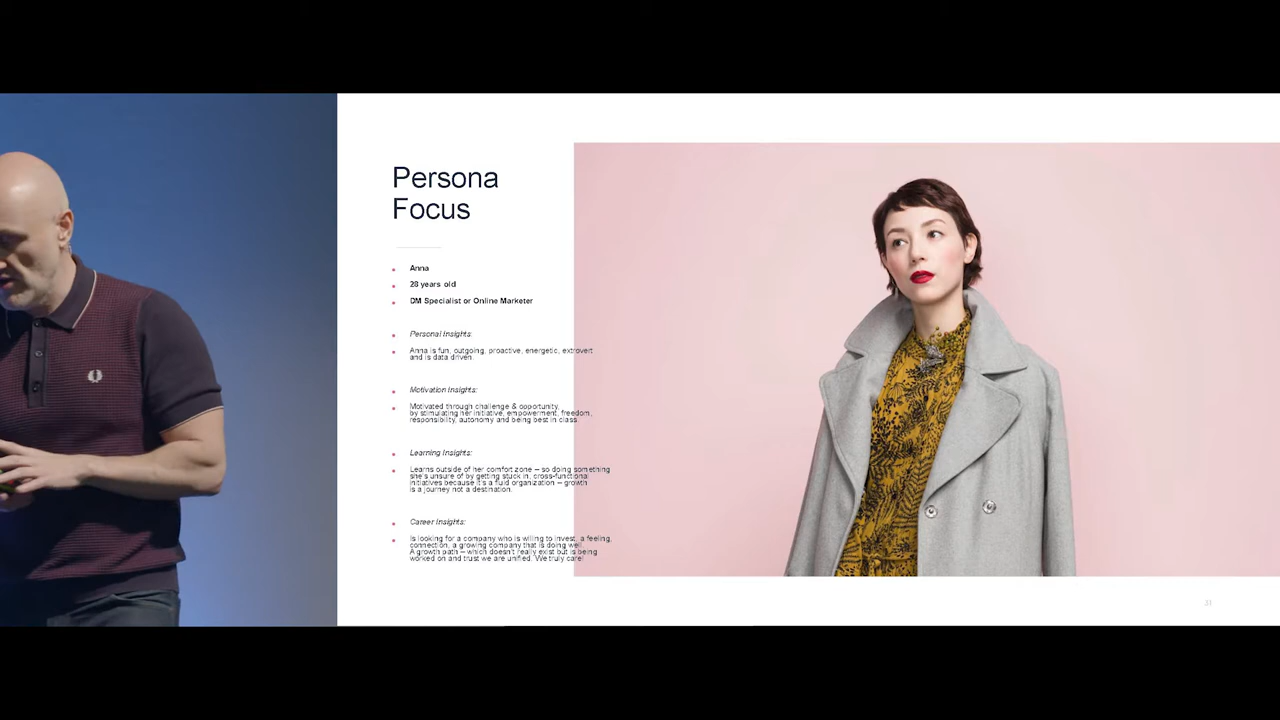 Persona
Focus
Anna
28 years old
DM Specialist or Online Marketer
Personal Insights:
Anna is fun, outgoing, proactive, energetic, extrovert
and is data driven.
Motivation Insights:
Motivated through challenge & opportunity,
by stimulating her initiative, empowerment, freedom,
responsibility, autonomy and being best in class.
Learning Insights:
Learns outside of her comfort zone – so doing something
she's unsure of by getting stuck in, cross-functional
initiatives because it's a fluid organization – growth
is a journey not a destination.
Career Insights:
Is looking for a company who is willing to invest, a feeling,
connection, a growing company that is doing well.
A growth path – which doesn't really exist but is being
worked on and trust we are unified. 'We truly care!
31